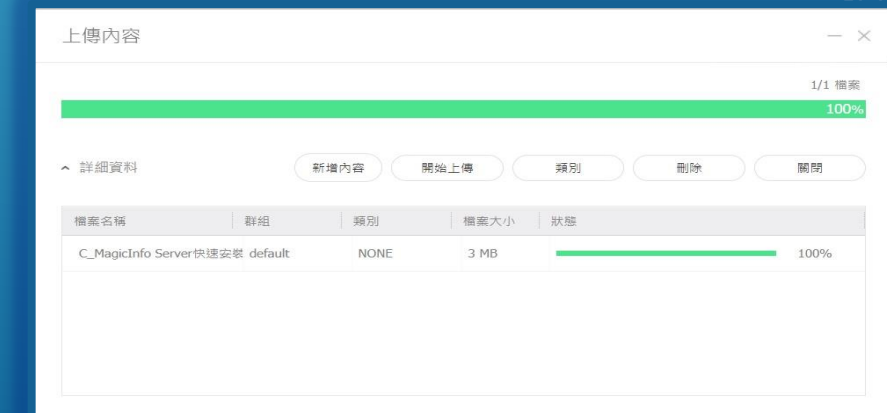 上傳內容
1/1 檔案
100%
詳細資料 新增內容 開始上傳 類別 刪除 關閉
檔案名稱 群組 類別 檔案大小 狀態
C_MagicInfo Server快速安裝 default NONE 3 MB 100%